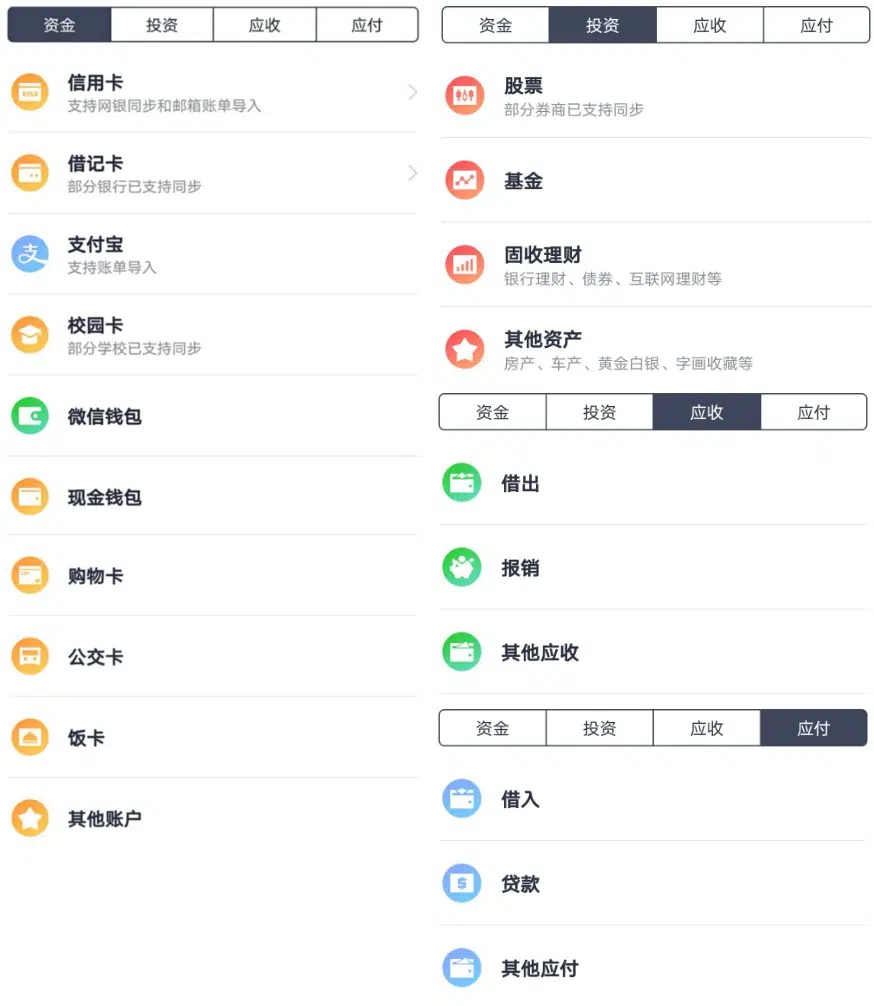 资金 投资 应收 应付
信用卡
支持网银同步和邮箱账单导入
借记卡
部分银行已支持同步
支付宝
支持账单导入
校园卡
部分学校已支持同步
微信钱包
现金钱包
购物卡
公交卡
饭卡
其他账户
资金 投资 应收 应付
股票
部分券商已支持同步
基金
固收理财
银行理财、债券、互联网理财等
其他资产
房产、车产、黄金白银、字画收藏等
资金 投资 应收 应付
借出
报销
其他应收
资金 投资 应收 应付
借入
贷款
其他应付